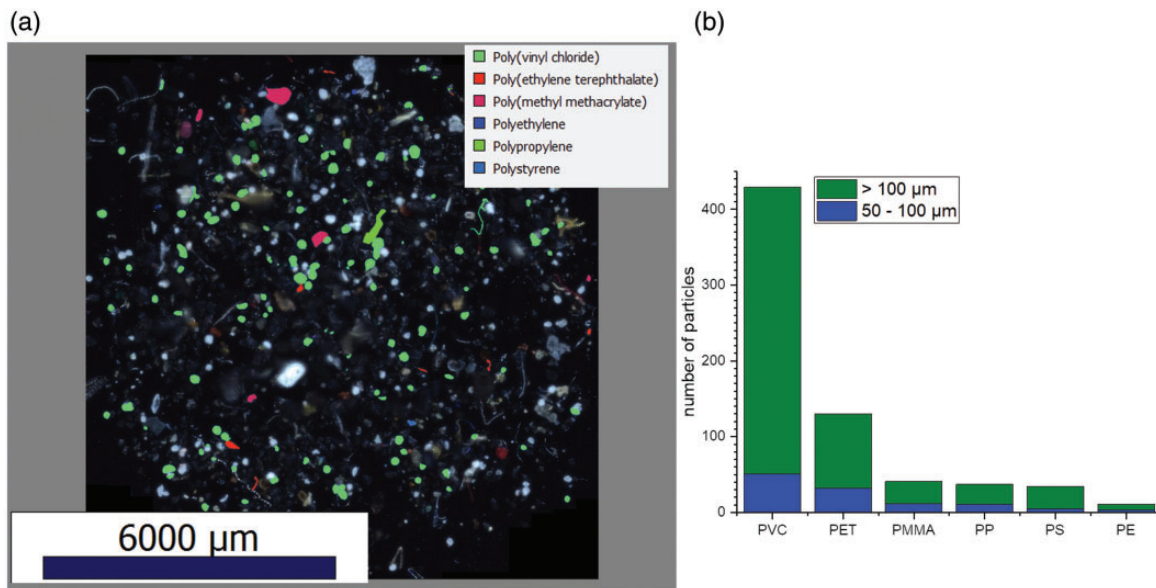 (a)
Poly(vinyl chloride)
Poly(ethylene terephthalate)
Poly(methyl methacrylate)
Polyethylene
Polypropylene
Polystyrene
6000 µm
(b)
> 100 µm
50 - 100 µm
number of particles
400
300
200
100
0
PVC PET PMMA PP PS PE